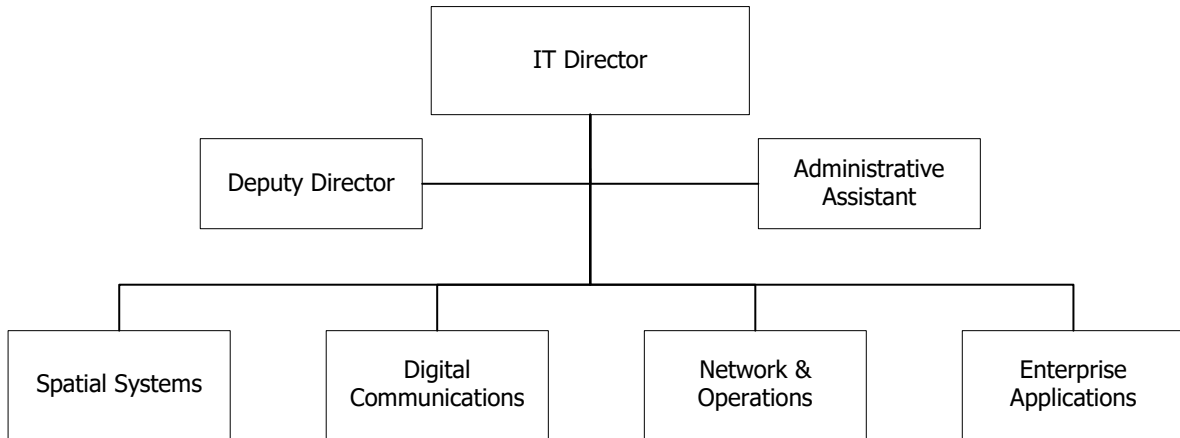 IT Director
Deputy Director
Administrative
Assistant
Spatial Systems
Digital
Communications
Network &
Operations
Enterprise
Applications